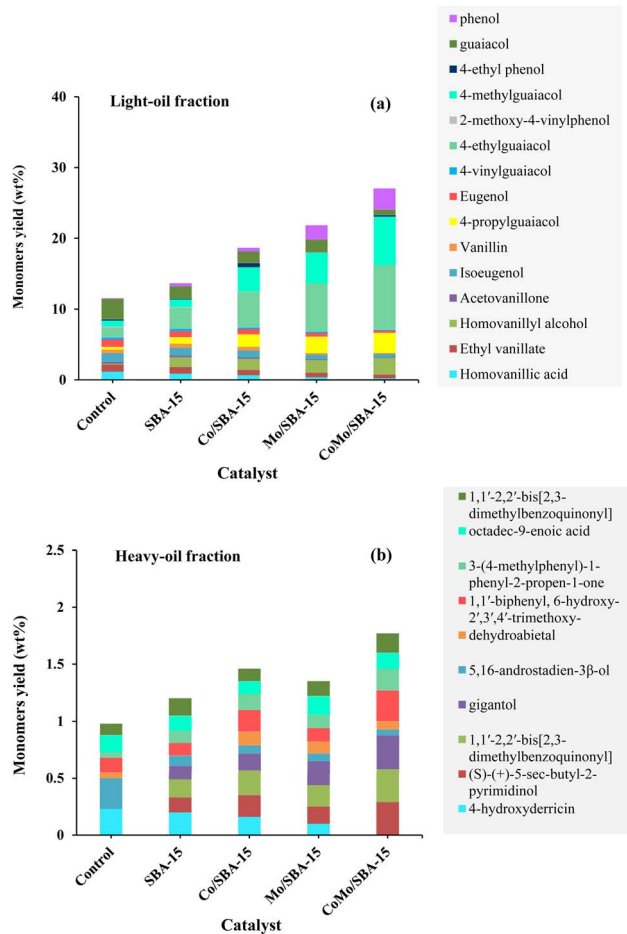 phenol
guaiacol
4-ethyl phenol
4-methylguaiacol
2-methoxy-4-vinylphenol
4-ethylguaiacol
4-vinylguaiacol
Eugenol
4-propylguaiacol
Vanillin
Isoeugenol
Acetovanillone
Homovanillyl alcohol
Ethyl vanillate
Homovanillic acid
Light-oil fraction
(a)
Monomers yield (wt%)
40
30
20
10
0
Control
SBA-15
Co/SBA-15
Mo/SBA-15
CoMo/SBA-15
Catalyst
1,1′-2,2′-bis[2,3-
dimethylbenzoquinonyl]
octadec-9-enoic acid
3-(4-methylphenyl)-1-
phenyl-2-propen-1-one
1,1′-biphenyl, 6-hydroxy-
2′,3′,4′-trimethoxy-
dehydroabietal
5,16-androstadien-3β-ol
gigantol
1,1′-2,2′-bis[2,3-
dimethylbenzoquinonyl]
(S)-(+)-5-sec-butyl-2-
pyrimidinol
4-hydroxyderricin
Heavy-oil fraction
(b)
Monomers yield (wt%)
2.5
2
1.5
1
0.5
0
Control
SBA-15
Co/SBA-15
Mo/SBA-15
CoMo/SBA-15
Catalyst